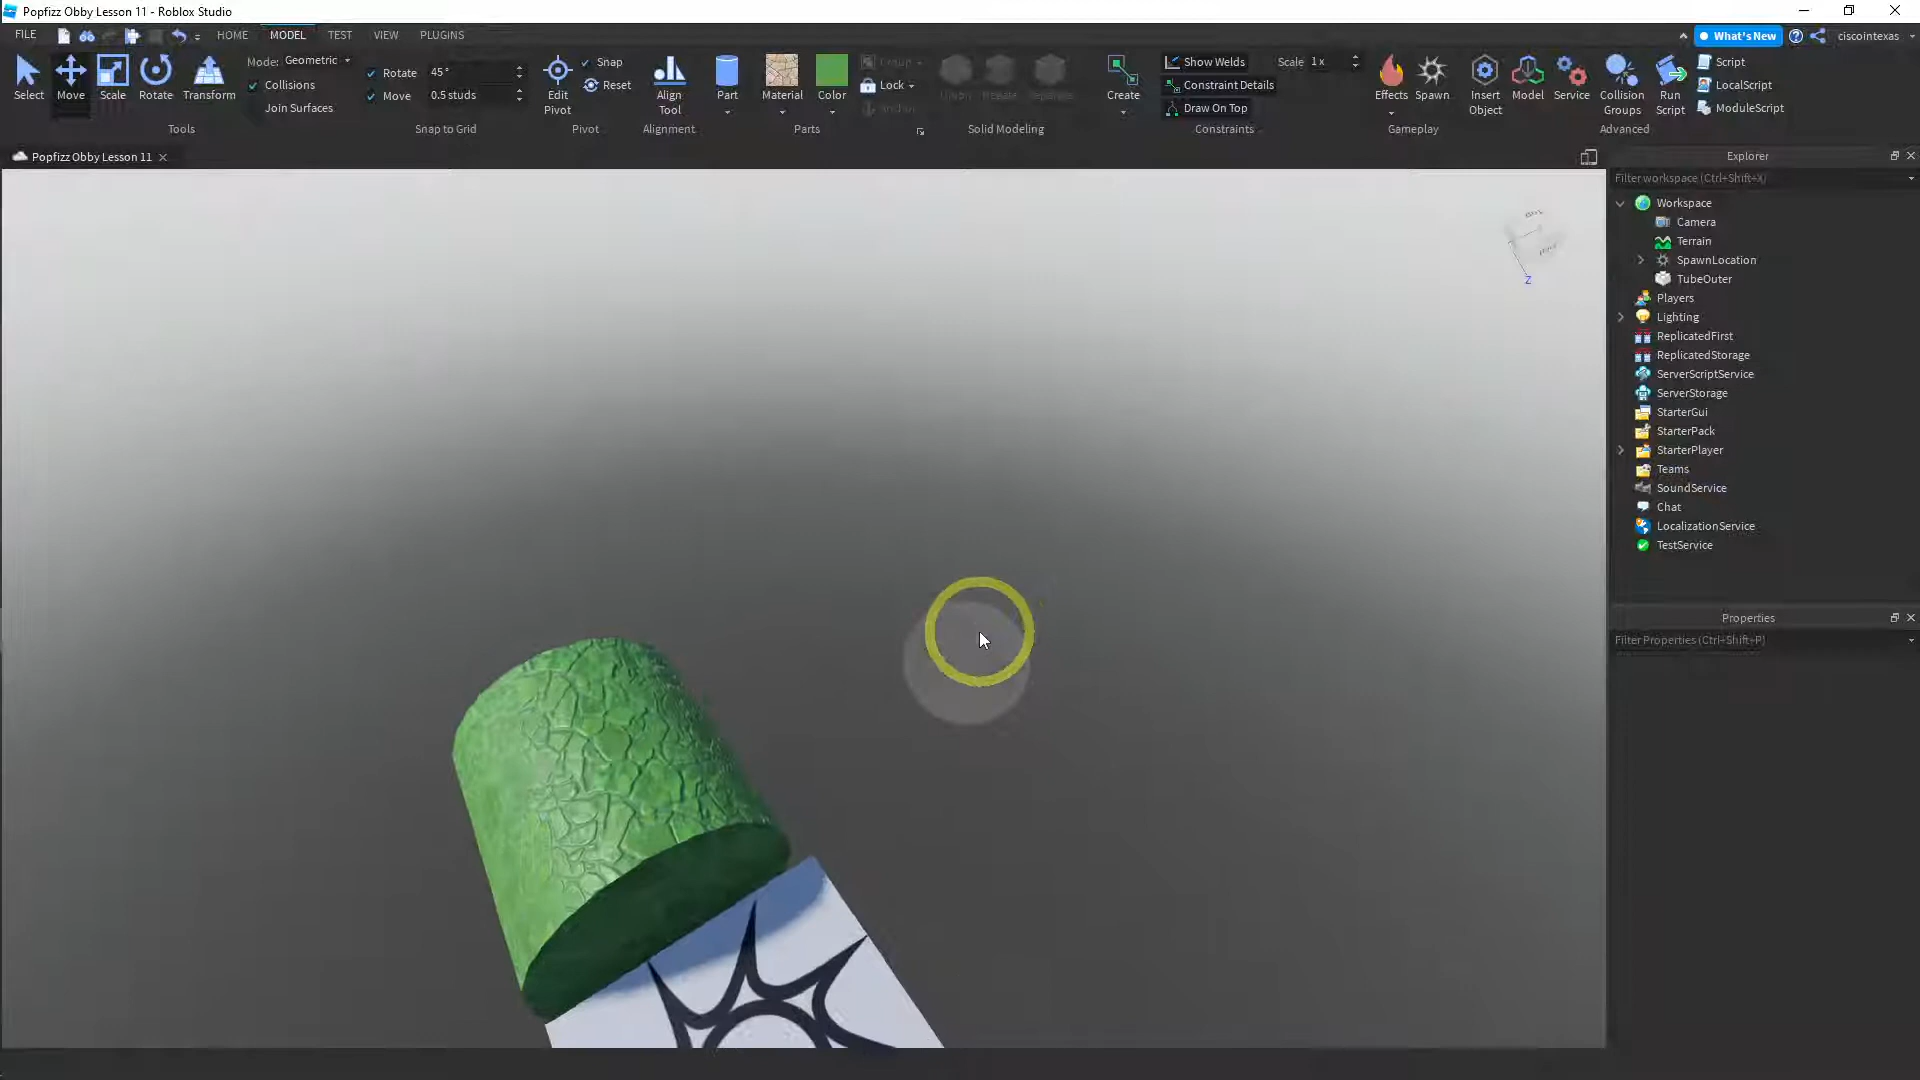 Popfizz Obby Lesson 11 - Roblox Studio
FILE HOME MODEL TEST VIEW PLUGINS What's New ciscointexas
Select Move Scale Rotate Transform
Mode: Geometric
Collisions
Join Surfaces
Tools
Rotate 45°
Move 0.5 studs
Snap to Grid
Edit Pivot
Snap
Reset
Pivot
Align Tool
Alignment
Part Material Color
Group
Lock
Anchor
Parts
Union Negate Separate
Solid Modeling
Create
Show Welds Scale 1x
Constraint Details
Draw On Top
Constraints
Effects Spawn
Gameplay
Insert Object
Model Service
Collision Groups
Run Script
Script
LocalScript
ModuleScript
Advanced
Popfizz Obby Lesson 11
Z
Explorer
Filter workspace (Ctrl+Shift+X)
Workspace
Camera
Terrain
SpawnLocation
TubeOuter
Players
Lighting
ReplicatedFirst
ReplicatedStorage
ServerScriptService
ServerStorage
StarterGui
StarterPack
StarterPlayer
Teams
SoundService
Chat
LocalizationService
TestService
Properties
Filter Properties (Ctrl+Shift+P)